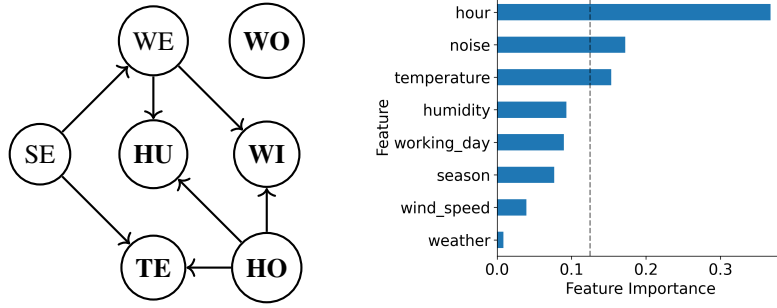 WE
WO
SE
HU
WI
TE
HO
Feature
hour
noise
temperature
humidity
working_day
season
wind_speed
weather
0.0 0.1 0.2 0.3
Feature Importance